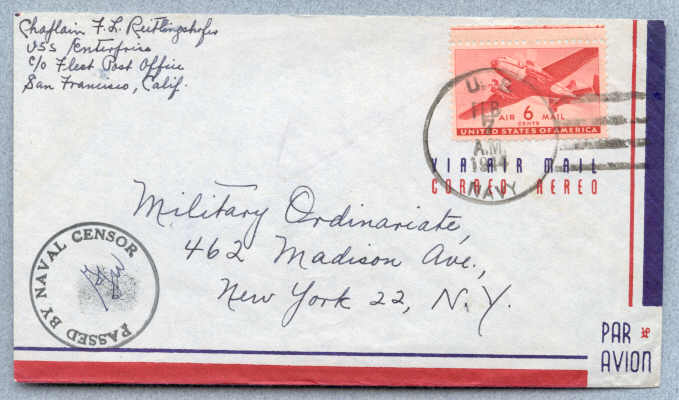 Chaplain F. L.
USS Enterprise
c/o Fleet Post Office
San Francisco, Calif.
AIR 6 MAIL
CENTS
UNITED STATES OF AMERICA
U.S.
FEB
A.M.
NAVY
VIA AIR MAIL
CORREO AEREO
Military Ordinariate,
462 Madison Ave.,
New York 22, N.Y.
PASSED BY NAVAL CENSOR
PAR
AVION